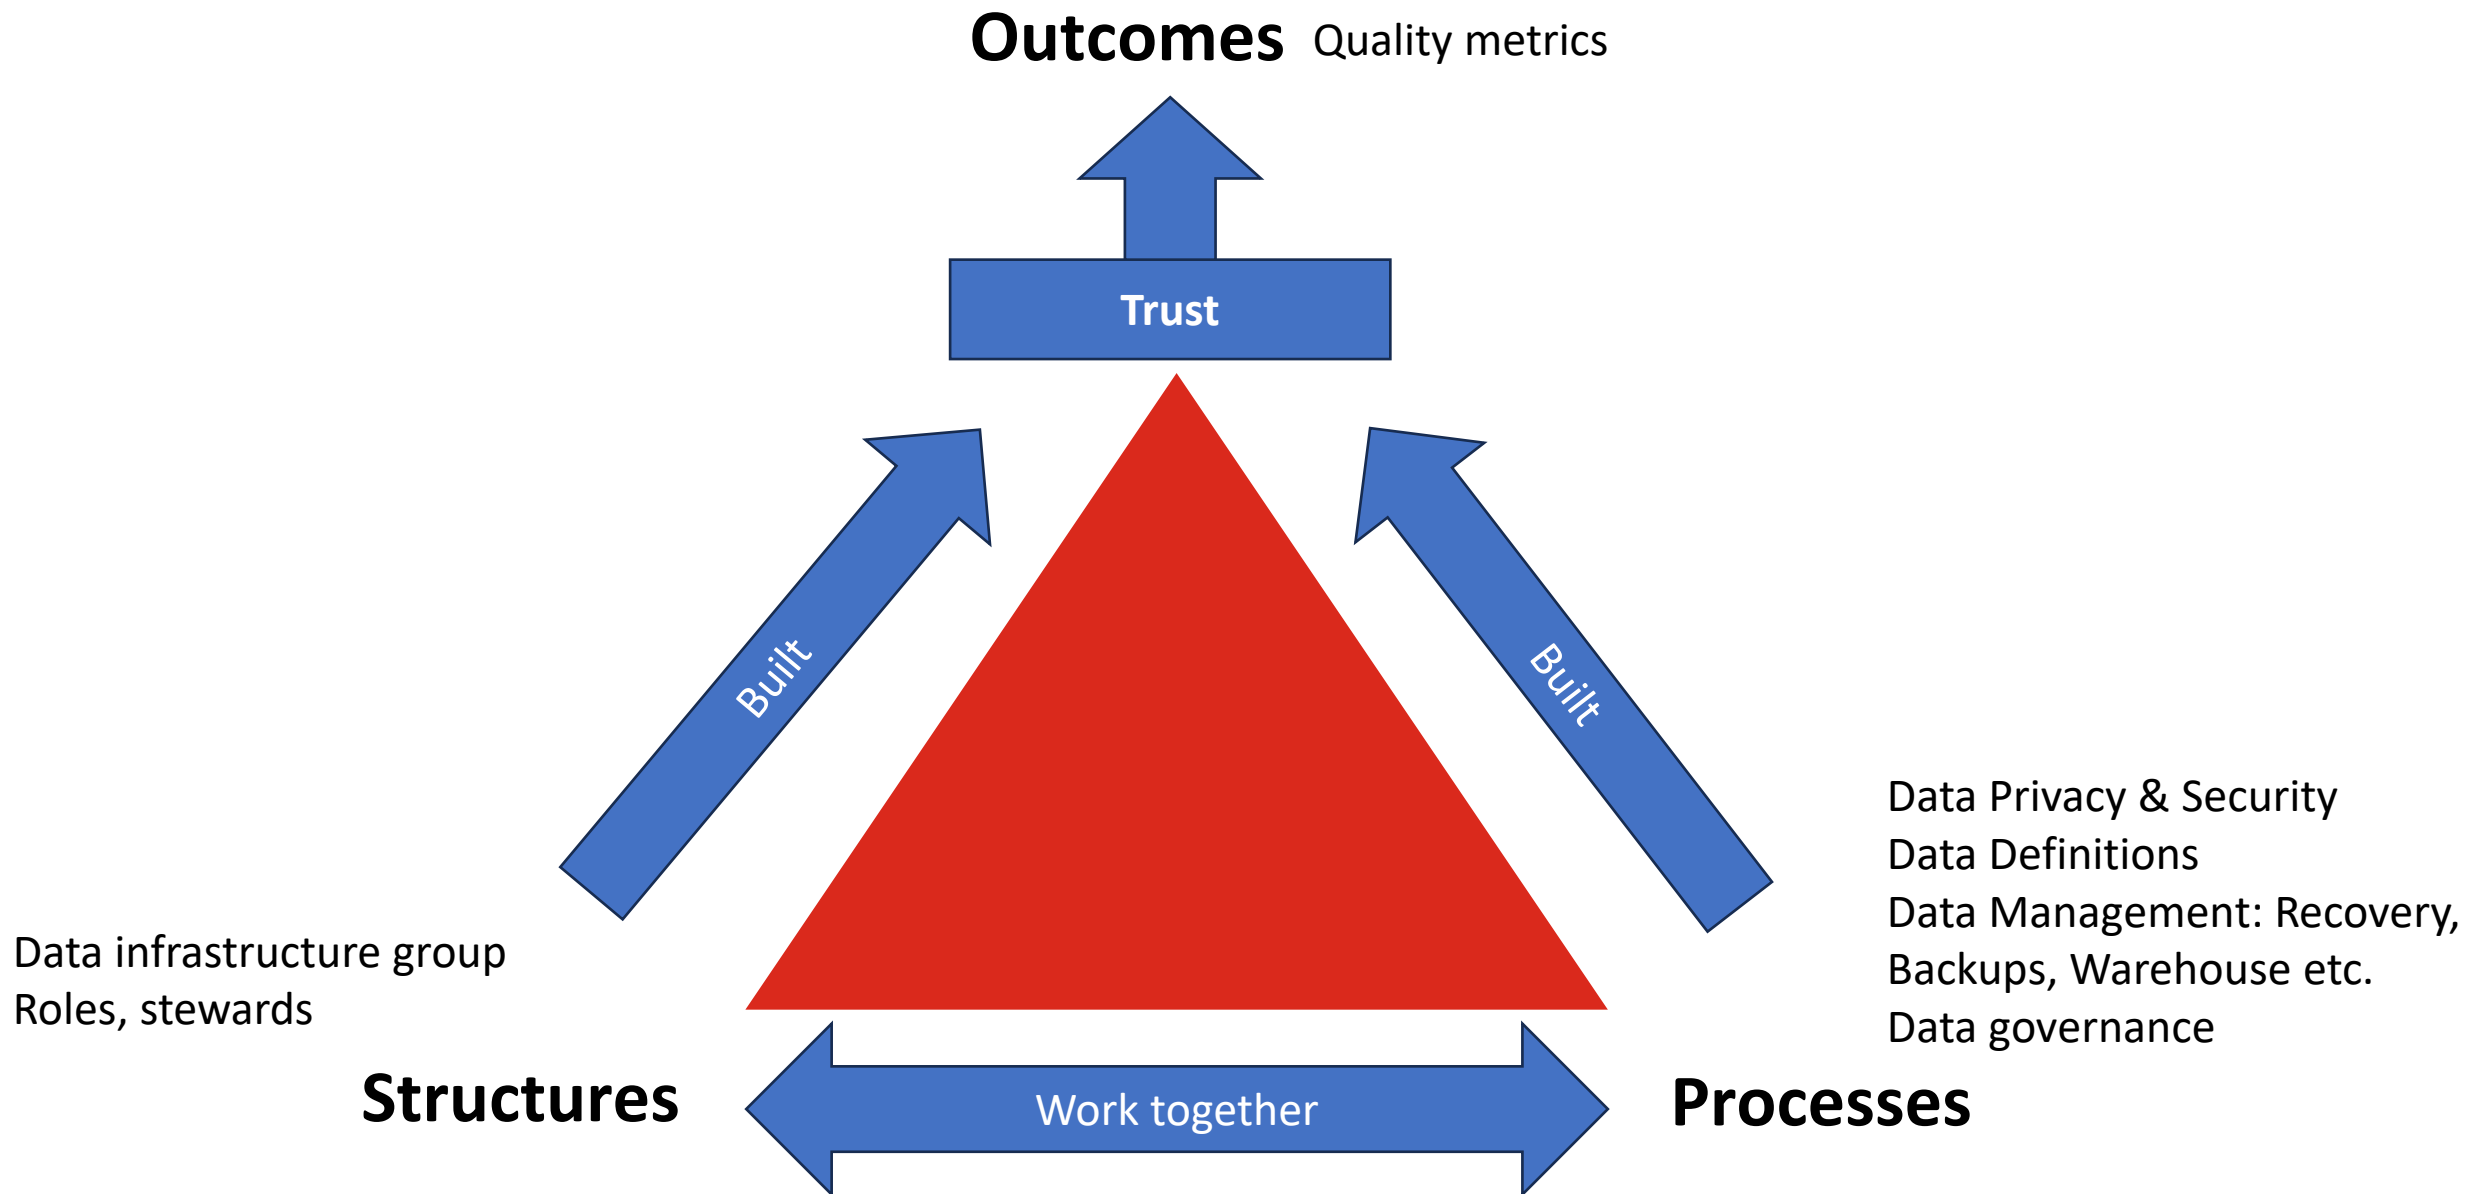 Outcomes Quality metrics
Trust
Built
Built
Data Privacy & Security
Data Definitions
Data Management: Recovery,
Backups, Warehouse etc.
Data governance
Data infrastructure group
Roles, stewards
Structures
Work together
Processes